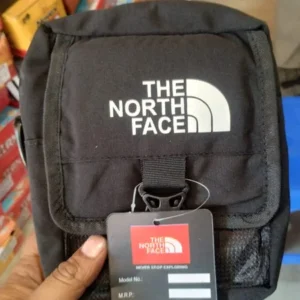 THE
NORTH
FACE
THE
NORTH
FACE
NEVER STOP EXPLORING
Model No.:
M.R.P.